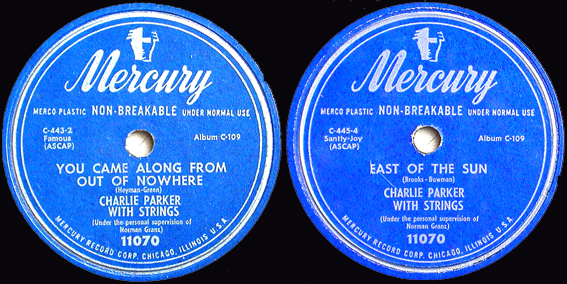 Mercury
MERCO PLASTIC NON-BREAKABLE UNDER NORMAL USE
C-443-2
Famous
(ASCAP)
Album C-109
YOU CAME ALONG FROM
OUT OF NOWHERE
(Heyman-Green)
CHARLIE PARKER
WITH STRINGS
(Under the personal supervision of
Norman Granz)
11070
MERCURY RECORD CORP. CHICAGO, ILLINOIS U.S.A.
Mercury
MERCO PLASTIC NON-BREAKABLE UNDER NORMAL USE
C-445-4
Santly-Joy
(ASCAP)
Album C-109
EAST OF THE SUN
(Brooks-Bowman)
CHARLIE PARKER
WITH STRINGS
(Under the personal supervision of
Norman Granz)
11070
MERCURY RECORD CORP. CHICAGO, ILLINOIS U.S.A.